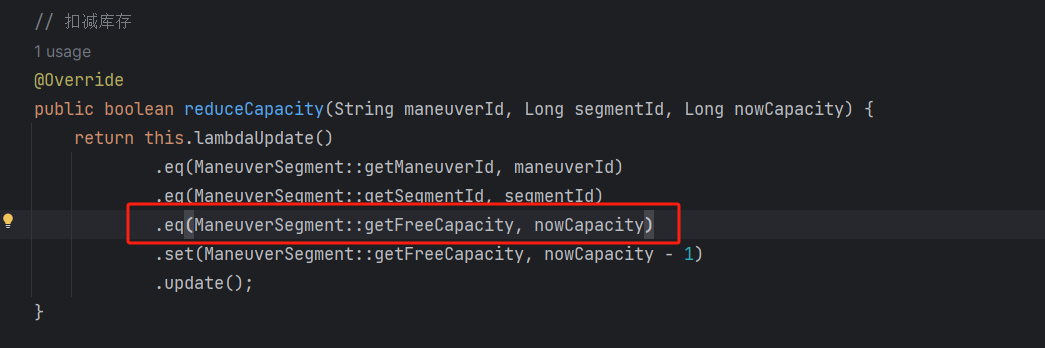 // 扣减库存
1 usage
@Override
public boolean reduceCapacity(String maneuverId, Long segmentId, Long nowCapacity) {
return this.lambdaUpdate()
.eq(ManeuverSegment::getManeuverId, maneuverId)
.eq(ManeuverSegment::getSegmentId, segmentId)
.eq(ManeuverSegment::getFreeCapacity, nowCapacity)
.set(ManeuverSegment::getFreeCapacity, nowCapacity - 1)
.update();
}